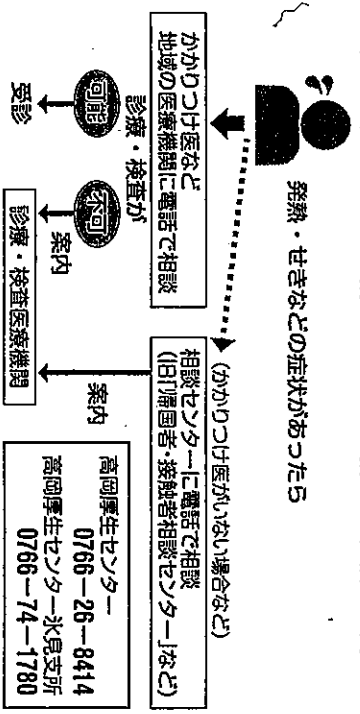 発熱・せきなどの症状があったら
かかりつけ医など
地域の医療機関に電話で相談
診療・検査が
可能
不可
受診
案内
診療・検査医療機関
(かかりつけ医がいない場合など)
相談センターに電話で相談
(旧「帰国者・接触者相談センター」など)
案内
高岡厚生センター
0766-26-8414
高岡厚生センター氷見支所
0766-74-1780